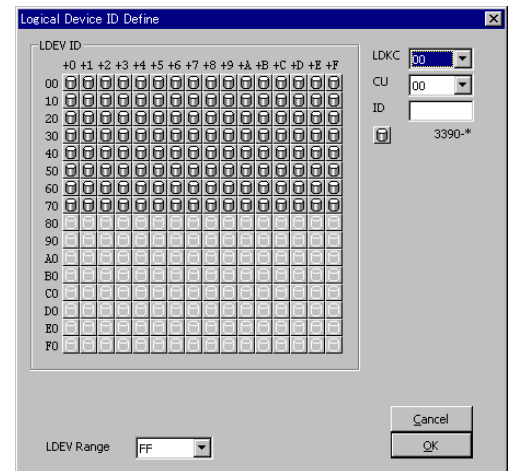 Logical Device ID Define
LDEV ID
+0 +1 +2 +3 +4 +5 +6 +7 +8 +9 +A +B +C +D +E +F
00
10
20
30
40
50
60
70
80
90
A0
B0
C0
D0
E0
F0
LDKC 00
CU 00
ID
3390-*
Cancel
LDEV Range FF
OK